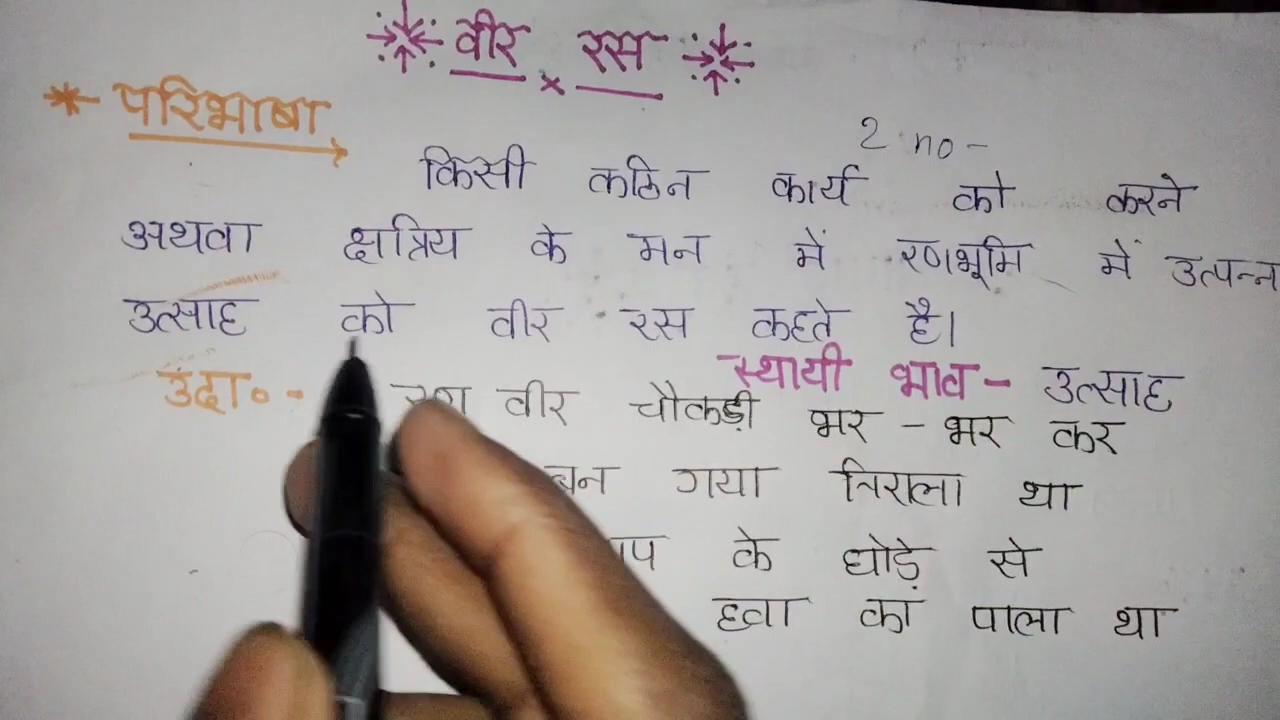 वीर रस
परिभाषा
2 no -
किसी कठिन कार्य को करने
अथवा क्षत्रिय के मन में रणभूमि में उत्पन्न
उत्साह को वीर रस कहते है।
स्थायी भाव - उत्साह
उदा॰ - रण वीर चौकड़ी भर - भर कर
बन गया निराला था
के घोड़े से
हवा का पाला था